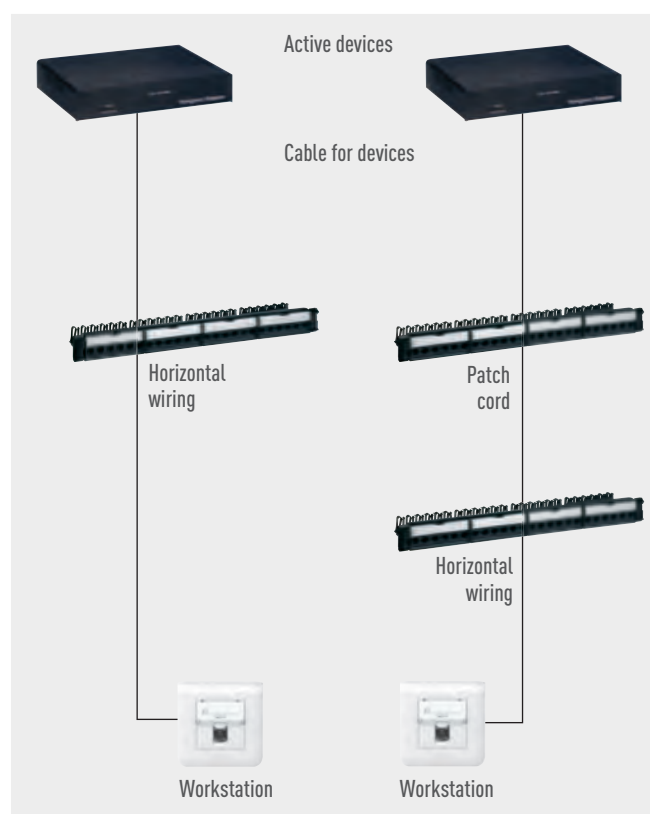 Active devices
Cable for devices
Horizontal
wiring
Patch
cord
Horizontal
wiring
Workstation
Workstation